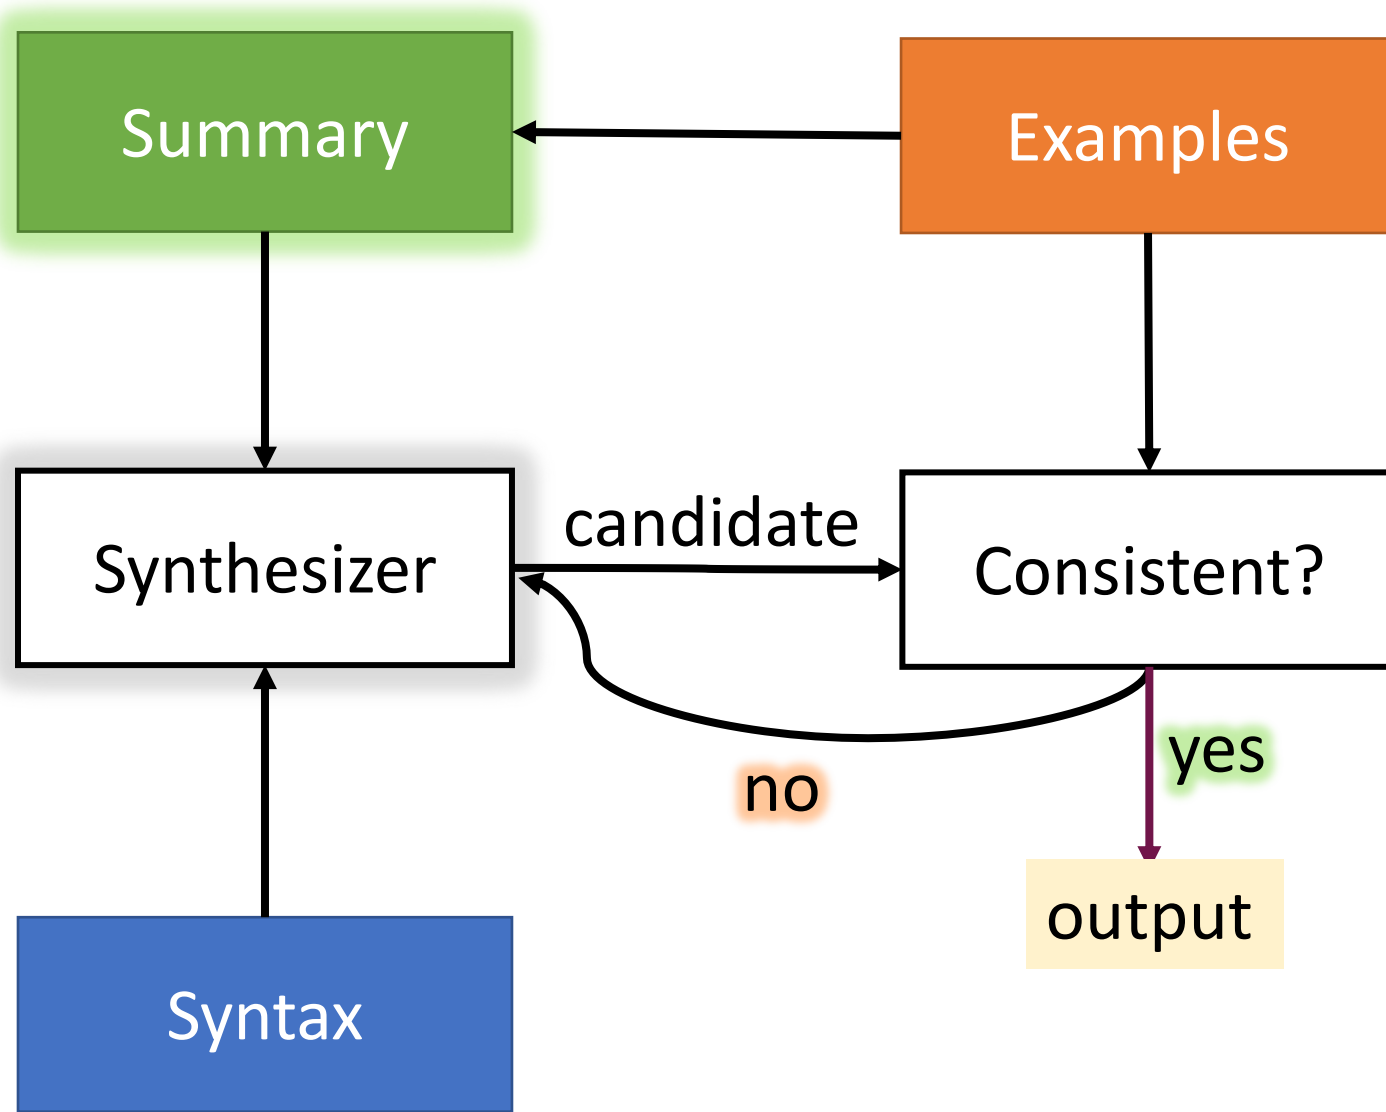 Summary
Examples
candidate
Synthesizer
Consistent?
yes
no
output
Syntax